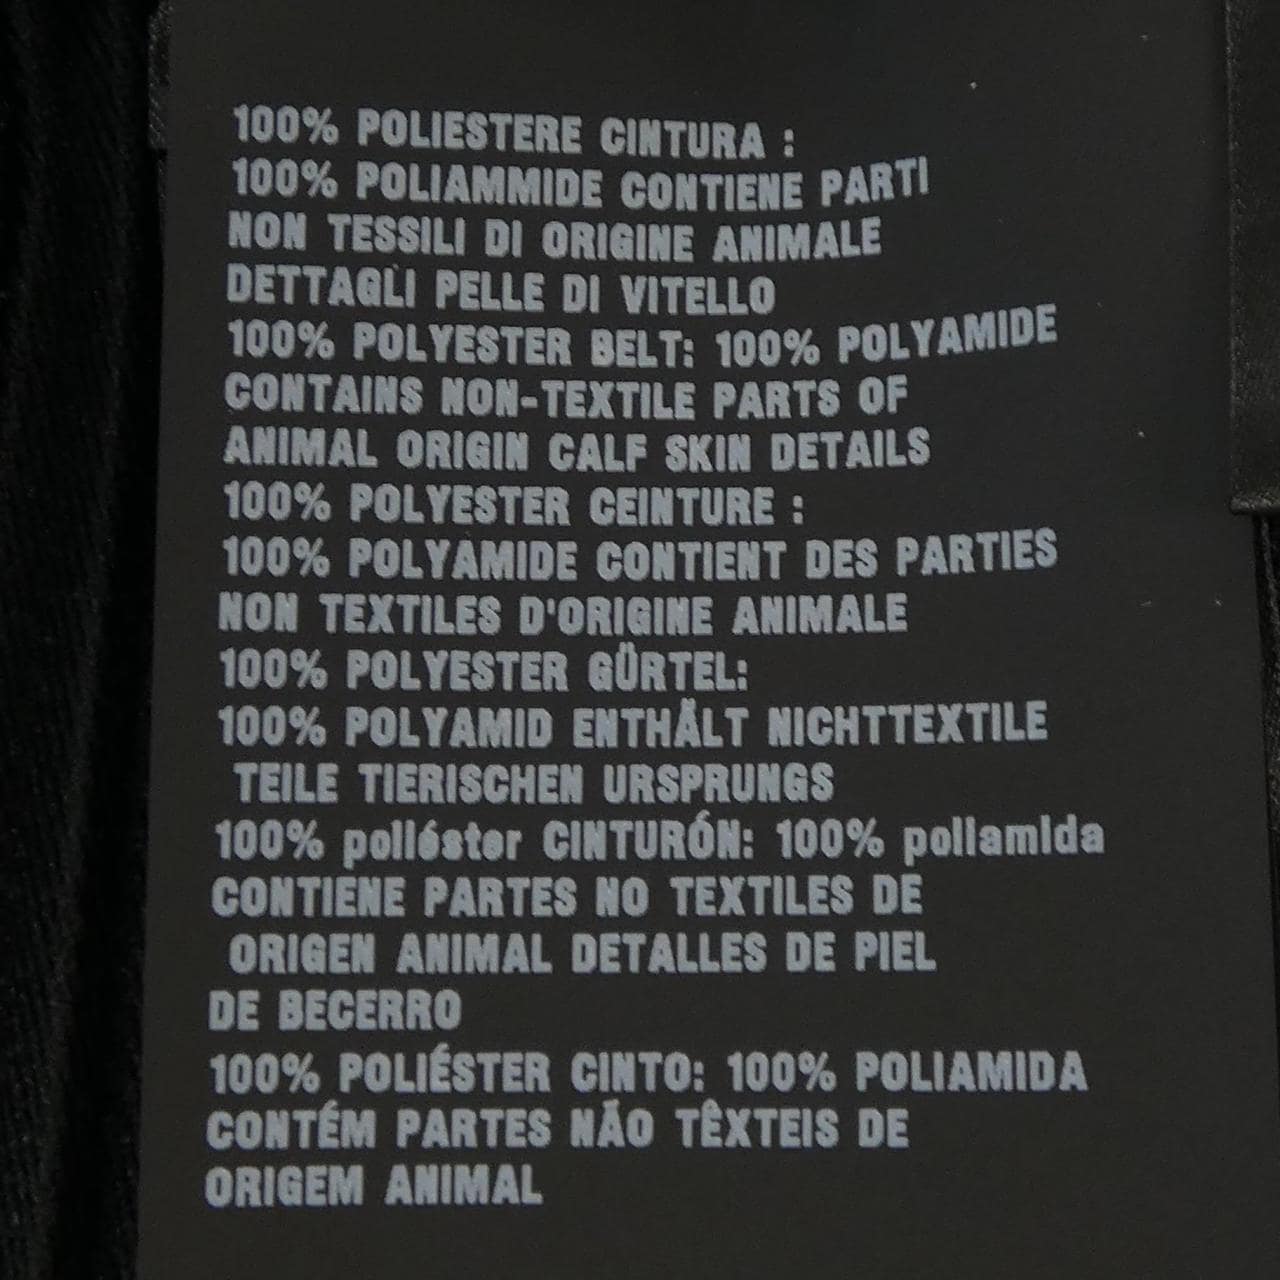 100% POLIESTERE CINTURA :
100% POLIAMMIDE CONTIENE PARTI
NON TESSILI DI ORIGINE ANIMALE
DETTAGLI PELLE DI VITELLO
100% POLYESTER BELT: 100% POLYAMIDE
CONTAINS NON-TEXTILE PARTS OF
ANIMAL ORIGIN CALF SKIN DETAILS
100% POLYESTER CEINTURE :
100% POLYAMIDE CONTIENT DES PARTIES
NON TEXTILES D'ORIGINE ANIMALE
100% POLYESTER GÜRTEL:
100% POLYAMID ENTHÄLT NICHTTEXTILE
TEILE TIERISCHEN URSPRUNGS
100% poliéster CINTURÓN: 100% poliamida
CONTIENE PARTES NO TEXTILES DE
ORIGEN ANIMAL DETALLES DE PIEL
DE BECERRO
100% POLIÉSTER CINTO: 100% POLIAMIDA
CONTÉM PARTES NÃO TÊXTEIS DE
ORIGEM ANIMAL